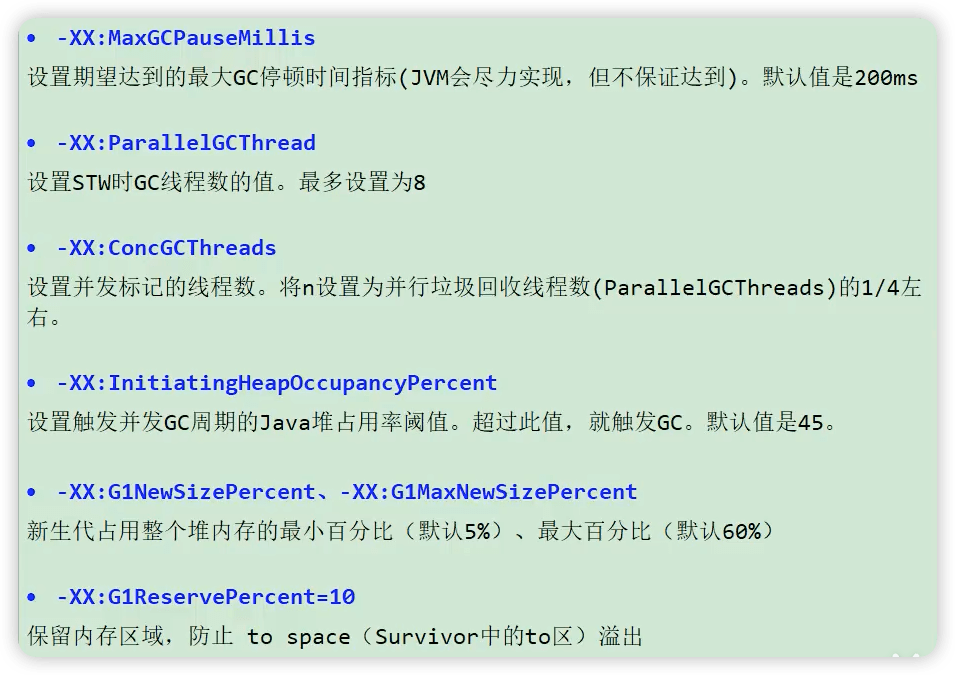 • -XX:MaxGCPauseMillis
设置期望达到的最大GC停顿时间指标(JVM会尽力实现，但不保证达到)。默认值是200ms
• -XX:ParallelGCThread
设置STW时GC线程数的值。最多设置为8
• -XX:ConcGCThreads
设置并发标记的线程数。将n设置为并行垃圾回收线程数(ParallelGCThreads)的1/4左
右。
• -XX:InitiatingHeapOccupancyPercent
设置触发并发GC周期的Java堆占用率阈值。超过此值，就触发GC。默认值是45。
• -XX:G1NewSizePercent、-XX:G1MaxNewSizePercent
新生代占用整个堆内存的最小百分比（默认5%）、最大百分比（默认60%）
• -XX:G1ReservePercent=10
保留内存区域，防止 to space（Survivor中的to区）溢出